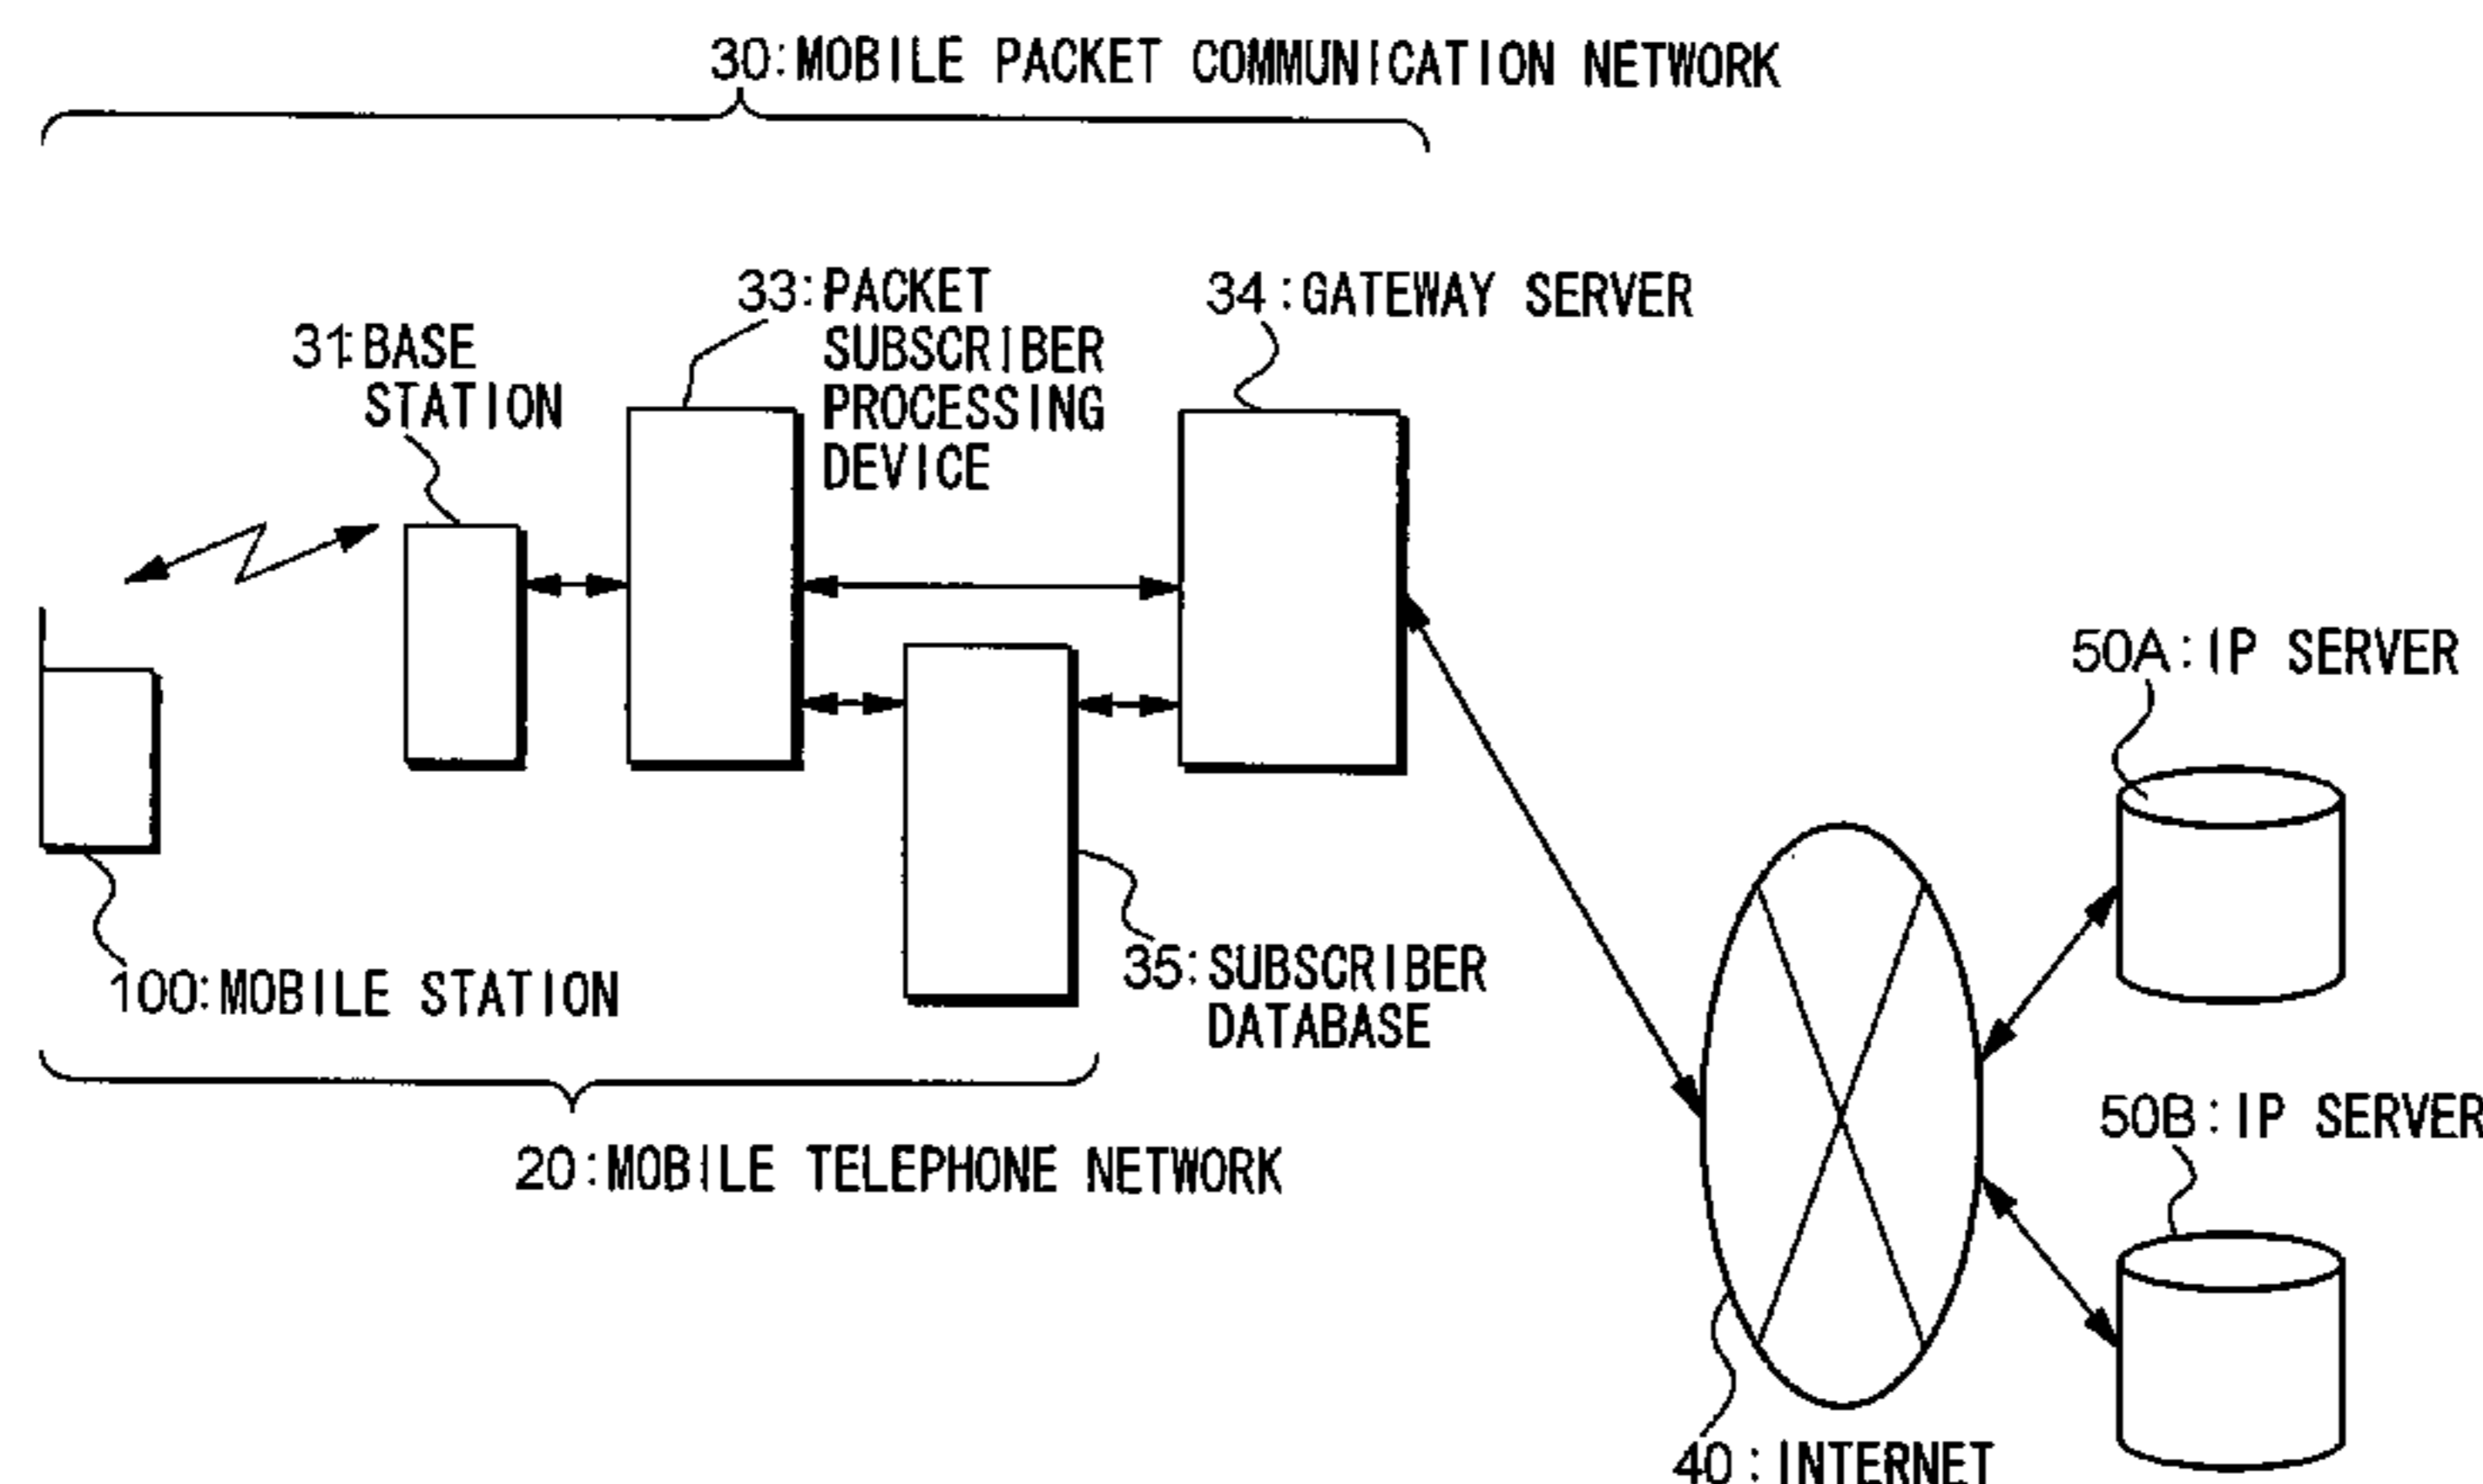 30:MOBILE PACKET COMMUNICATION NETWORK
33:PACKET
SUBSCRIBER
PROCESSING
DEVICE
34:GATEWAY SERVER
31:BASE
STATION
50A:IP SERVER
100:MOBILE STATION
35:SUBSCRIBER
DATABASE
20:MOBILE TELEPHONE NETWORK
50B:IP SERVER
40:INTERNET